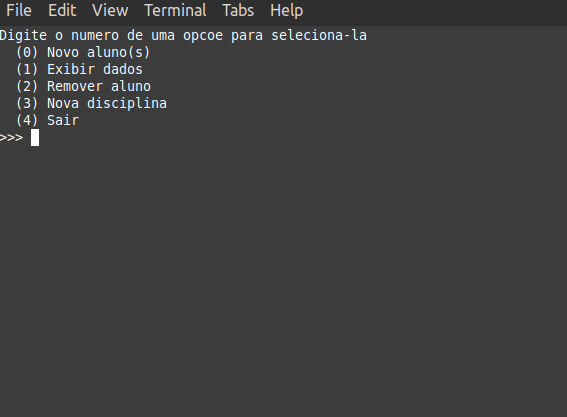 File Edit View Terminal Tabs Help
Digite o numero de uma opcoe para seleciona-la
(0) Novo aluno(s)
(1) Exibir dados
(2) Remover aluno
(3) Nova disciplina
(4) Sair
>>>